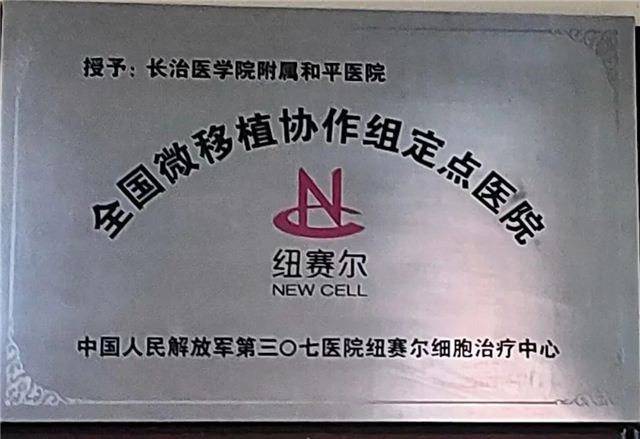 授予：长治医学院附属和平医院
全国微移植协作组定点医院
纽赛尔
NEW CELL
中国人民解放军第三〇七医院纽赛尔细胞治疗中心